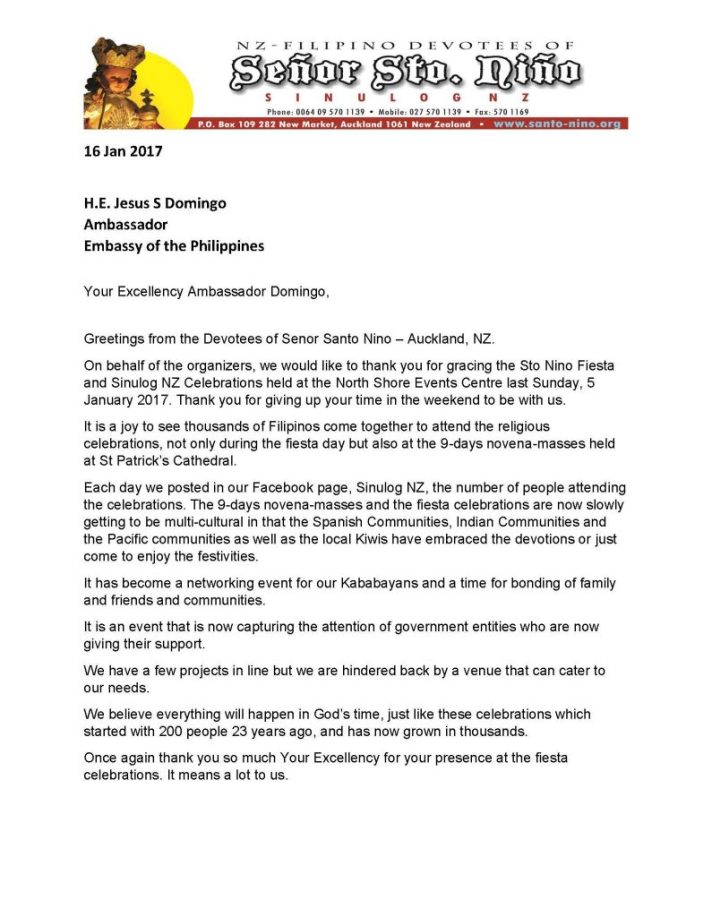 NZ-FILIPINO DEVOTEES OF
Señor Sto. Niño
SINULOGNZ
Phone: 0064 09 570 1139 • Mobile: 027 570 1139 • Fax: 570 1169
P.O. Box 109 282 New Market, Auckland 1061 New Zealand • www.santo-nino.org
16 Jan 2017
H.E. Jesus S Domingo
Ambassador
Embassy of the Philippines
Your Excellency Ambassador Domingo,
Greetings from the Devotees of Senor Santo Nino – Auckland, NZ.
On behalf of the organizers, we would like to thank you for gracing the Sto Nino Fiesta
and Sinulog NZ Celebrations held at the North Shore Events Centre last Sunday, 5
January 2017. Thank you for giving up your time in the weekend to be with us.
It is a joy to see thousands of Filipinos come together to attend the religious
celebrations, not only during the fiesta day but also at the 9-days novena-masses held
at St Patrick's Cathedral.
Each day we posted in our Facebook page, Sinulog NZ, the number of people attending
the celebrations. The 9-days novena-masses and the fiesta celebrations are now slowly
getting to be multi-cultural in that the Spanish Communities, Indian Communities and
the Pacific communities as well as the local Kiwis have embraced the devotions or just
come to enjoy the festivities.
It has become a networking event for our Kababayans and a time for bonding of family
and friends and communities.
It is an event that is now capturing the attention of government entities who are now
giving their support.
We have a few projects in line but we are hindered back by a venue that can cater to
our needs.
We believe everything will happen in God's time, just like these celebrations which
started with 200 people 23 years ago, and has now grown in thousands.
Once again thank you so much Your Excellency for your presence at the fiesta
celebrations. It means a lot to us.